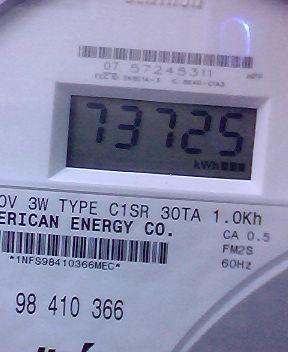 07 57245311
73725
kWh
0V 3W TYPE C1SR 30TA 1.0Kh
ERICAN ENERGY CO.
CA 0.5
FM2S
60Hz
*1NFS98410366MEC*
98 410 366